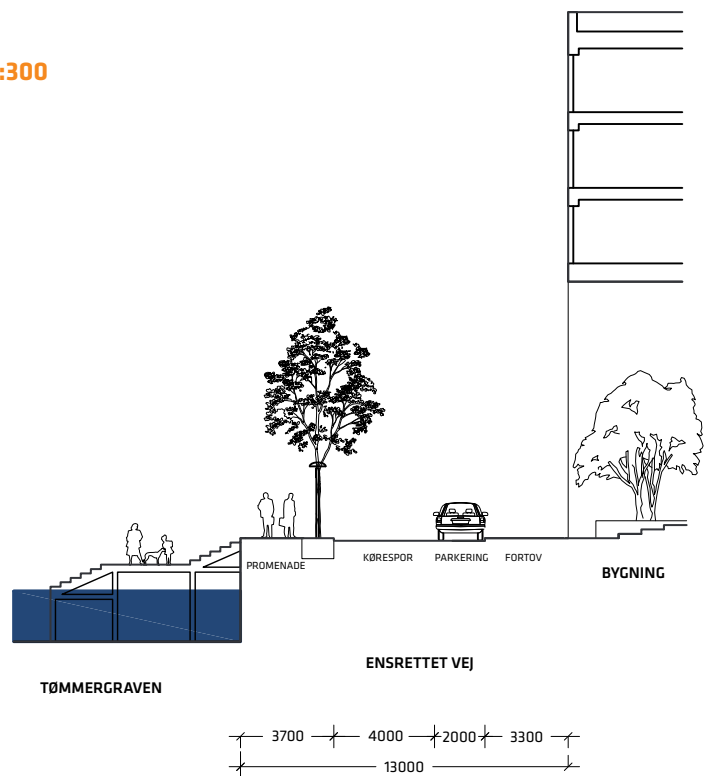 :300
PROMENADE
KØRESPOR PARKERING FORTOV
BYGNING
ENSRETTET VEJ
TØMMERGRAVEN
3700 4000 2000 3300
13000